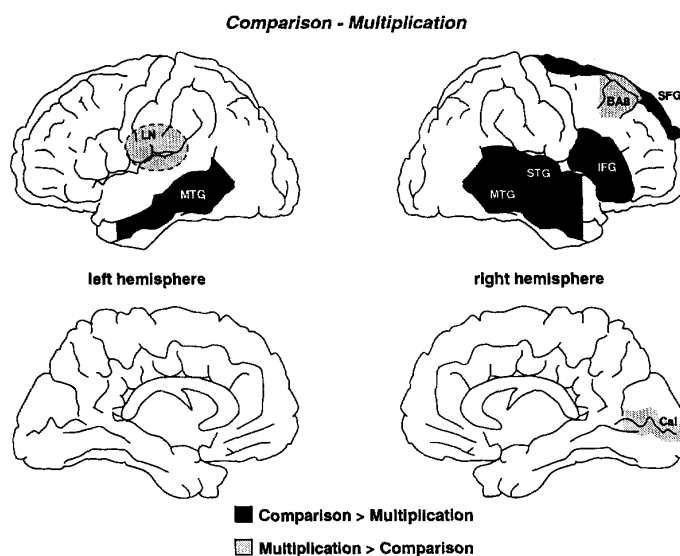 Comparison - Multiplication
LN
MTG
BA8
SFG
IFG
STG
MTG
left hemisphere
right hemisphere
Cal
Comparison > Multiplication
Multiplication > Comparison